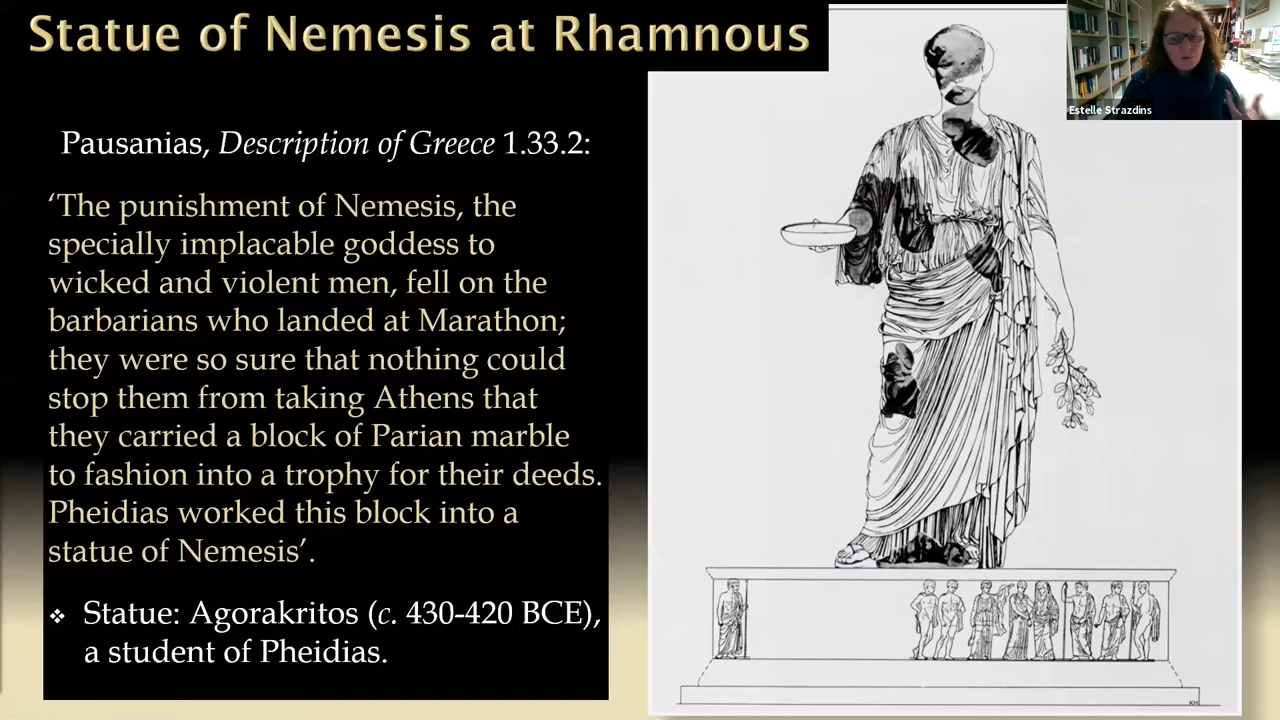 Statue of Nemesis at Rhamnous
Estelle Strazdins
Pausanias, Description of Greece 1.33.2:
‘The punishment of Nemesis, the
specially implacable goddess to
wicked and violent men, fell on the
barbarians who landed at Marathon;
they were so sure that nothing could
stop them from taking Athens that
they carried a block of Parian marble
to fashion into a trophy for their deeds.
Pheidias worked this block into a
statue of Nemesis’.
❖ Statue: Agorakritos (c. 430-420 BCE),
a student of Pheidias.
KH